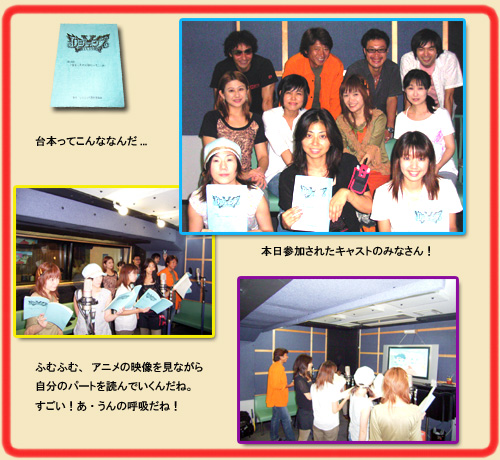 台本ってこんななんだ...
本日参加されたキャストのみなさん！
ふむふむ、アニメの映像を見ながら
自分のパートを読んでいくんだね。
すごい！あ・うんの呼吸だね！